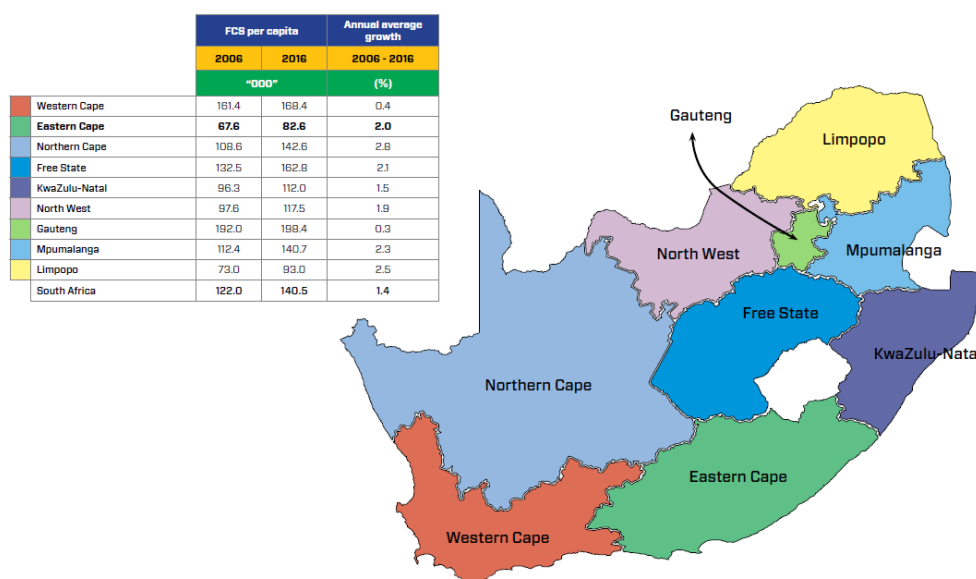 FCS per capita Annual average growth
2006 2016 2006 - 2016
“000” (%)
Western Cape 161.4 168.4 0.4
Eastern Cape 67.6 82.6 2.0
Northern Cape 108.6 142.6 2.8
Free State 132.5 162.8 2.1
KwaZulu-Natal 96.3 112.0 1.5
North West 97.6 117.5 1.9
Gauteng 192.0 198.4 0.3
Mpumalanga 112.4 140.7 2.3
Limpopo 73.0 93.0 2.5
South Africa 122.0 140.5 1.4
Gauteng
Limpopo
North West
Mpumalanga
Free State
KwaZulu-Natal
Northern Cape
Eastern Cape
Western Cape